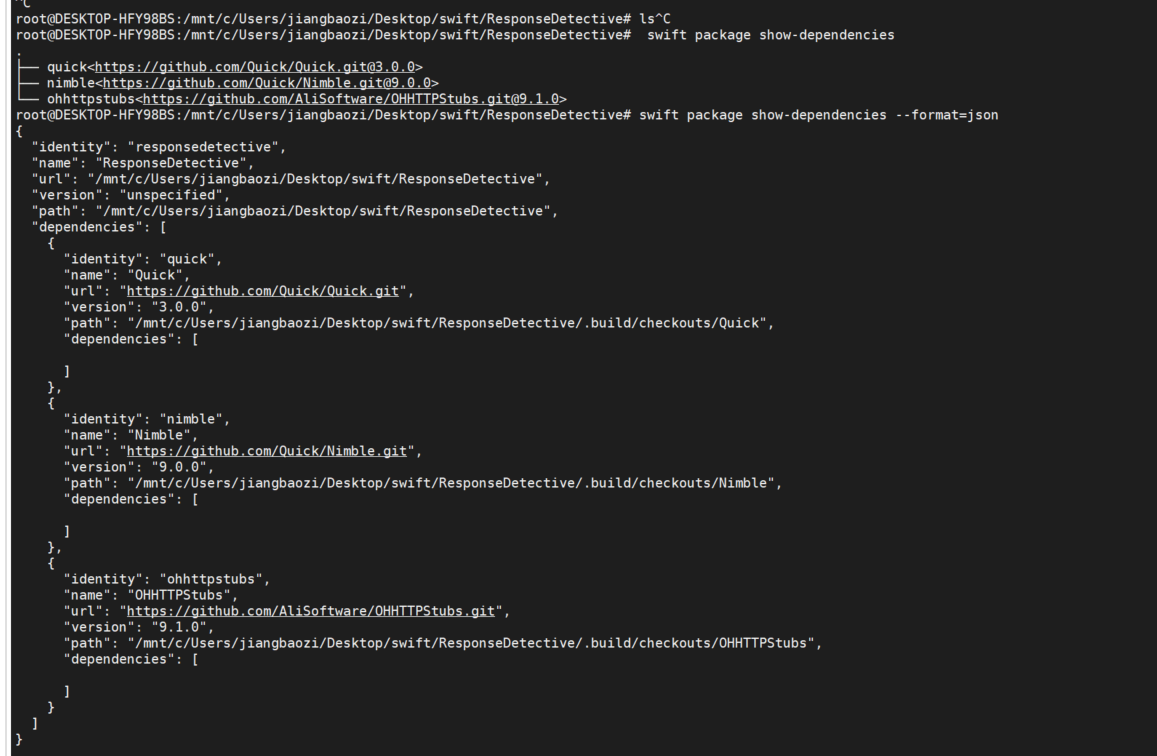 ^C
root@DESKTOP-HFY98BS:/mnt/c/Users/jiangbaozi/Desktop/swift/ResponseDetective# ls^C
root@DESKTOP-HFY98BS:/mnt/c/Users/jiangbaozi/Desktop/swift/ResponseDetective#  swift package show-dependencies
.
├── quick<https://github.com/Quick/Quick.git@3.0.0>
├── nimble<https://github.com/Quick/Nimble.git@9.0.0>
└── ohhttpstubs<https://github.com/AliSoftware/OHHTTPStubs.git@9.1.0>
root@DESKTOP-HFY98BS:/mnt/c/Users/jiangbaozi/Desktop/swift/ResponseDetective# swift package show-dependencies --format=json
{
  "identity": "responsedetective",
  "name": "ResponseDetective",
  "url": "/mnt/c/Users/jiangbaozi/Desktop/swift/ResponseDetective",
  "version": "unspecified",
  "path": "/mnt/c/Users/jiangbaozi/Desktop/swift/ResponseDetective",
  "dependencies": [
    {
      "identity": "quick",
      "name": "Quick",
      "url": "https://github.com/Quick/Quick.git",
      "version": "3.0.0",
      "path": "/mnt/c/Users/jiangbaozi/Desktop/swift/ResponseDetective/.build/checkouts/Quick",
      "dependencies": [

      ]
    },
    {
      "identity": "nimble",
      "name": "Nimble",
      "url": "https://github.com/Quick/Nimble.git",
      "version": "9.0.0",
      "path": "/mnt/c/Users/jiangbaozi/Desktop/swift/ResponseDetective/.build/checkouts/Nimble",
      "dependencies": [

      ]
    },
    {
      "identity": "ohhttpstubs",
      "name": "OHHTTPStubs",
      "url": "https://github.com/AliSoftware/OHHTTPStubs.git",
      "version": "9.1.0",
      "path": "/mnt/c/Users/jiangbaozi/Desktop/swift/ResponseDetective/.build/checkouts/OHHTTPStubs",
      "dependencies": [

      ]
    }
  ]
}